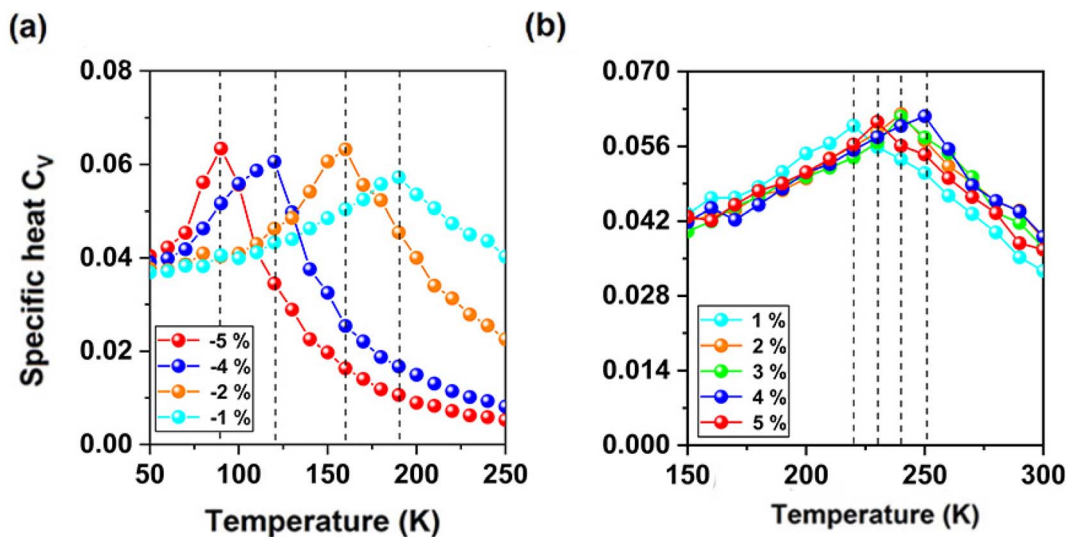 (a)
(b)
Specific heat Cv
0.08
0.06
0.04
0.02
0.00
-5 %
-4 %
-2 %
-1 %
50 100 150 200 250
Temperature (K)
0.070
0.056
0.042
0.028
0.014
0.000
1 %
2 %
3 %
4 %
5 %
150 200 250 300
Temperature (K)